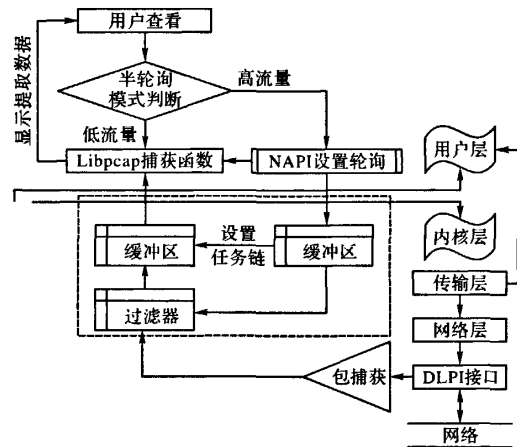 用户查看
显示提取数据
半轮询
模式判断
高流量
低流量
Libpcap捕获函数
NAPI设置轮询
用户层
缓冲区
设置
任务链
缓冲区
内核层
过滤器
传输层
网络层
包捕获
DLPI接口
网络